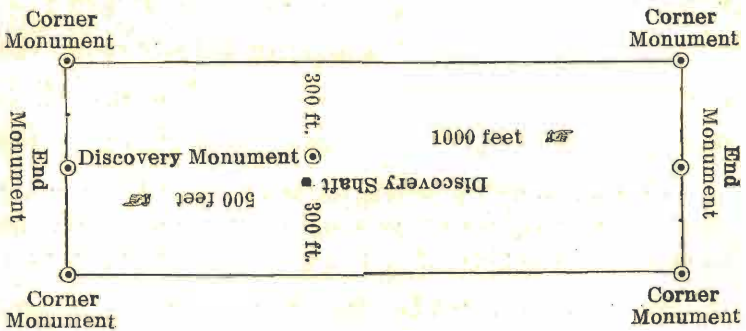 Corner
Monument
Corner
Monument
End
Monument
300 ft.
1000 feet
Discovery Monument
Discovery Shaft
500 feet
300 ft.
End
Monument
Corner
Monument
Corner
Monument